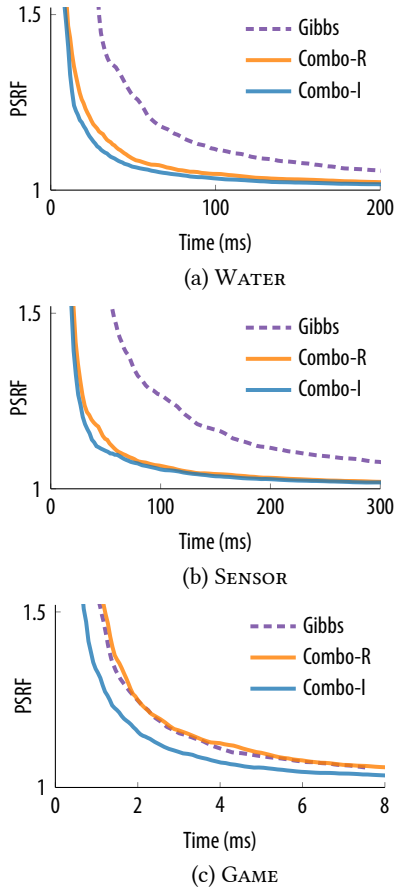 1.5
PSRF
1
Gibbs
Combo-R
Combo-I
0 100 200
Time (ms)
(a) WATER
1.5
PSRF
1
Gibbs
Combo-R
Combo-I
0 100 200 300
Time (ms)
(b) SENSOR
1.5
PSRF
1
Gibbs
Combo-R
Combo-I
0 2 4 6 8
Time (ms)
(c) GAME